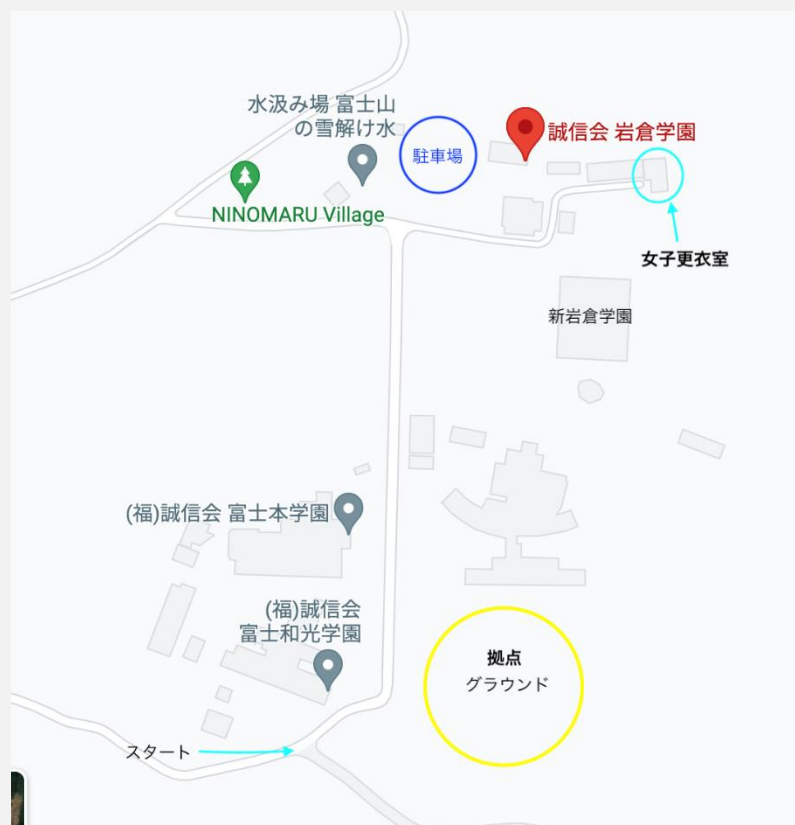 水汲み場 富士山
の雪解け水
駐車場
誠信会 岩倉学園
NINOMARU Village
女子更衣室
新岩倉学園
(福)誠信会 富士本学園
(福)誠信会
富士和光学園
拠点
グラウンド
スタート